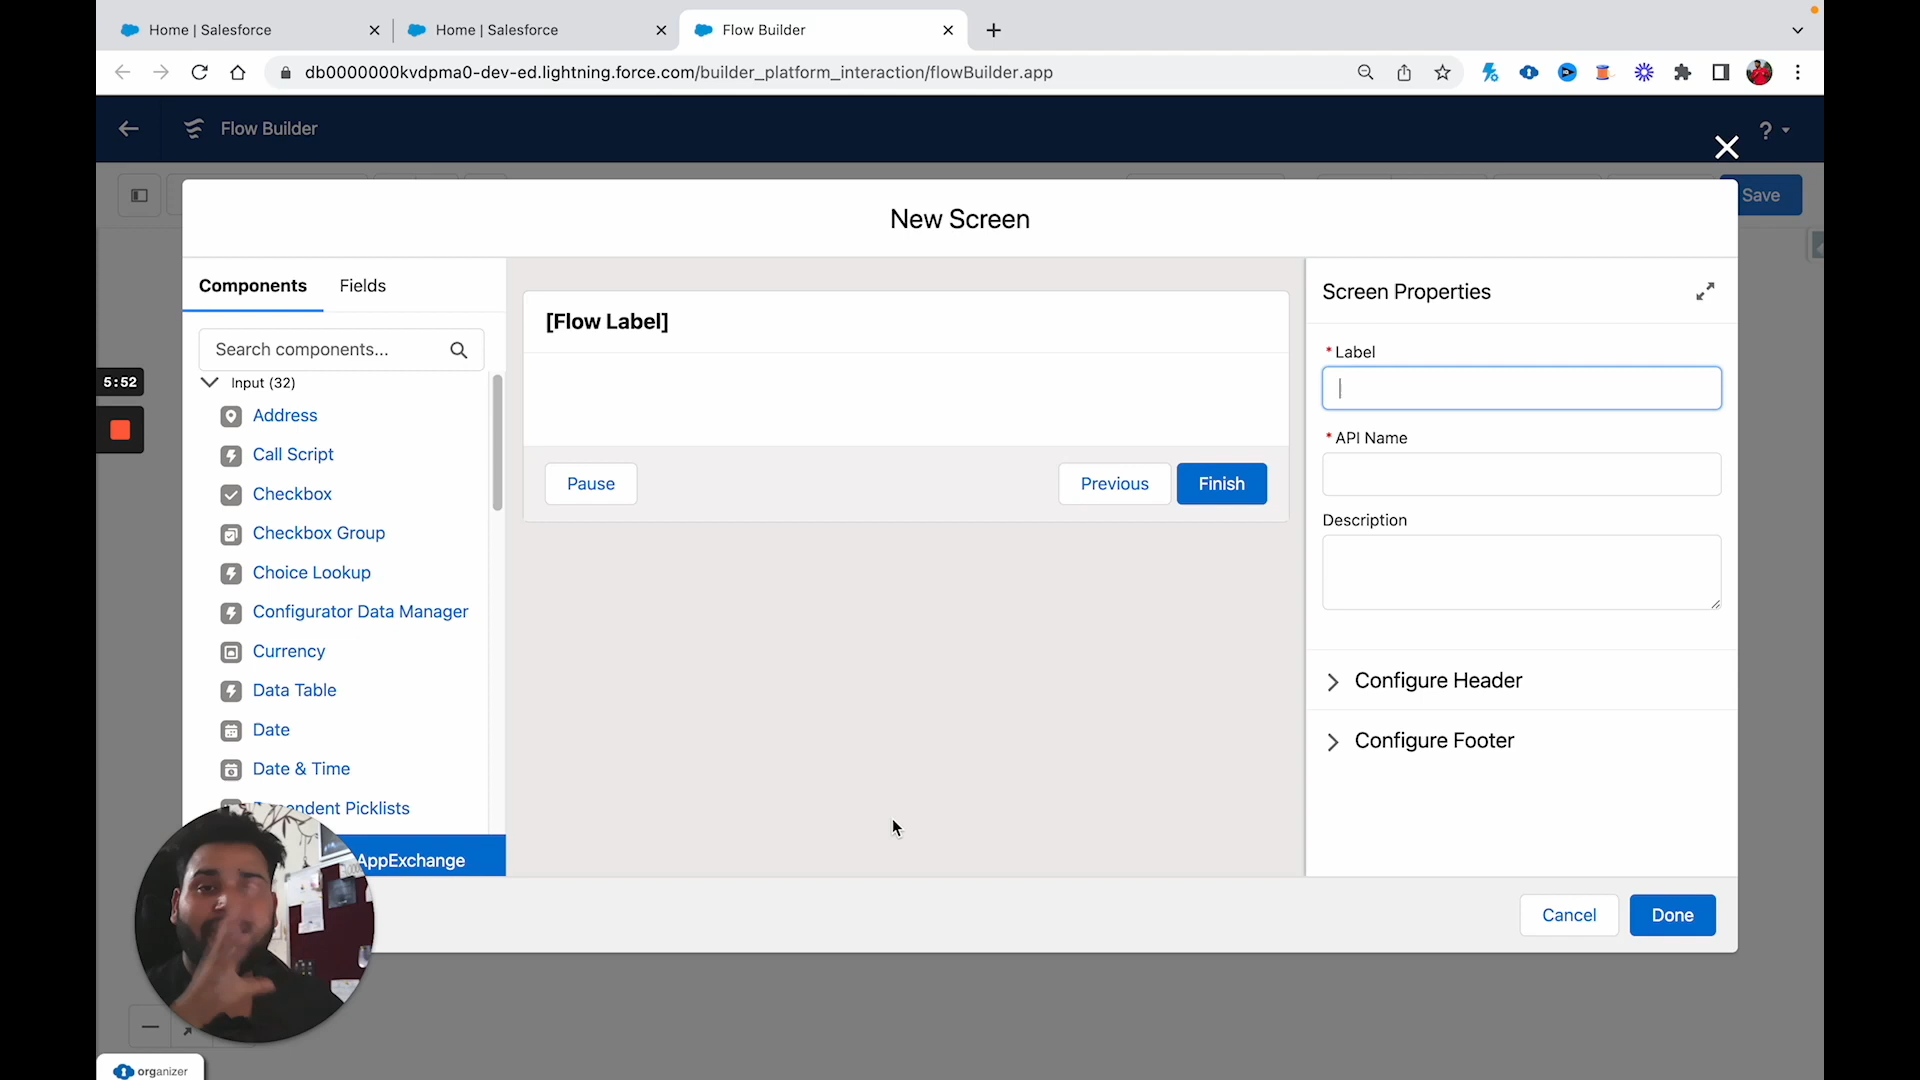 Home | Salesforce
Home | Salesforce
Flow Builder
db0000000kvdpma0-dev-ed.lightning.force.com/builder_platform_interaction/flowBuilder.app
Flow Builder
?
Save
New Screen
Components
Fields
Search components...
Input (32)
Address
Call Script
Checkbox
Checkbox Group
Choice Lookup
Configurator Data Manager
Currency
Data Table
Date
Date & Time
Picklists
AppExchange
[Flow Label]
Pause
Previous
Finish
Screen Properties
* Label
* API Name
Description
Configure Header
Configure Footer
Cancel
Done
5:52
organizer